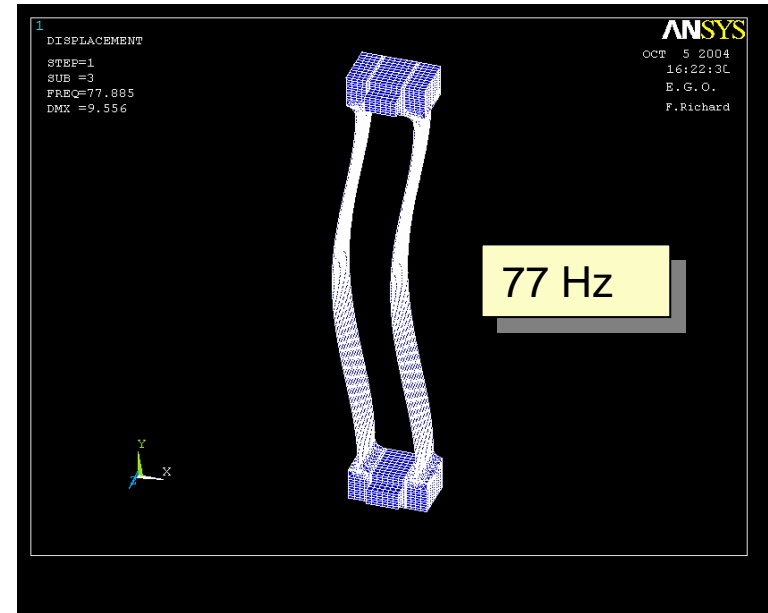 1
DISPLACEMENT
STEP=1
SUB =3
FREQ=77.885
DMX =9.556
ANSYS
OCT 5 2004
16:22:30
E.G.O.
F.Richard
77 Hz
Y
X
Z